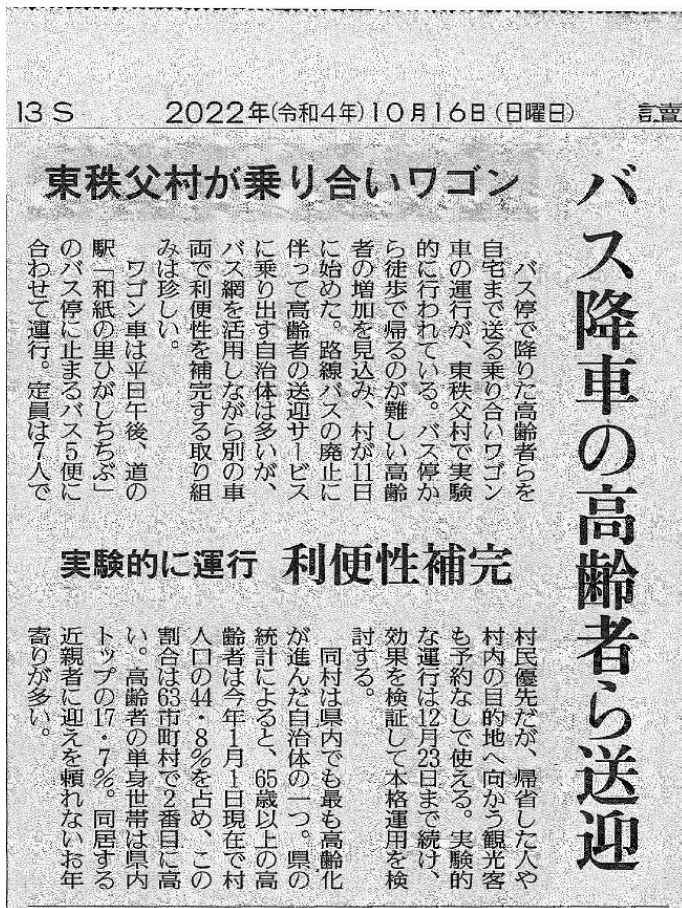 13 S 2022年(令和4年)10月16日(日曜日) 讀
バス降車の高齢者ら送迎
東秩父村が乗り合いワゴン
バス停で降りた高齢者らを
自宅まで送る乗り合いワゴン
車の運行が、東秩父村で実験
的に行われている。バス停か
ら徒歩で帰るのが難しい高齢
者の増加を見込み、村が11日
に始めた。路線バスの廃止に
伴って高齢者の送迎サービス
に乗り出す自治体は多いが、
バス網を活用しながら別の車
両で利便性を補完する取り組
みは珍しい。
ワゴン車は平日午後、道の
駅「和紙の里ひがしちちぶ」
のバス停に止まるバス5便に
合わせて運行。定員は7人で
実験的に運行 利便性補完
村民優先だが、帰省した人や
村内の目的地へ向かう観光客
も予約なしで使える。実験的
な運行は12月23日まで続け、
効果を検証して本格運用を検
討する。
同村は県内でも最も高齢化
が進んだ自治体の一つ。県の
統計によると、65歳以上の高
齢者は今年1月1日現在で村
人口の44・8%を占め、この
割合は63市町村で2番目に高
い。高齢者の単身世帯は県内
トップの17・7%。同居する
近親者に迎えを頼れないお年
寄りが多い。